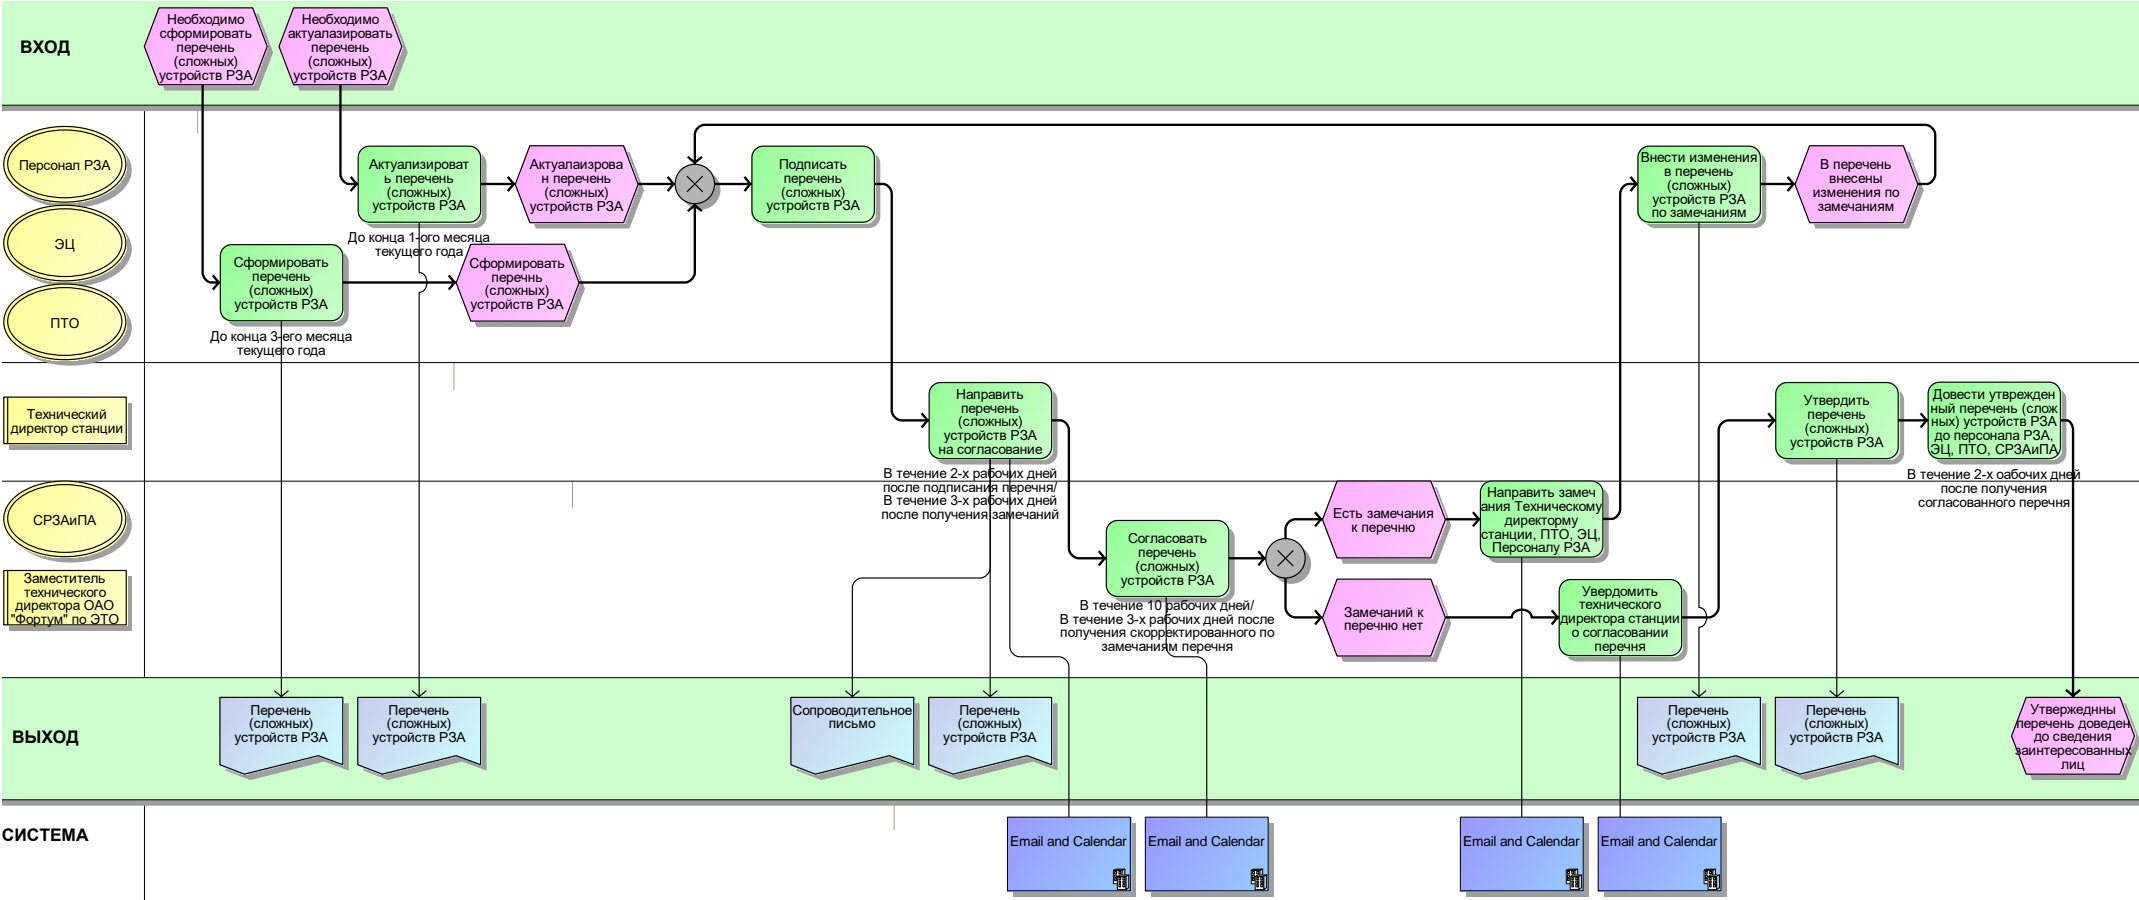 ВХОД
Необходимо
сформировать
перечень
(сложных)
устройств РЗА
Необходимо
актуалазировать
перечень
(сложных)
устройств РЗА
Персонал РЗА
ЭЦ
ПТО
Актуализироват
ь перечень
(сложных)
устройств РЗА
До конца 1-ого месяца
текущего года
Актуалаизрова
н перечень
(сложных)
устройств РЗА
Подписать
перечень
(сложных)
устройств РЗА
Внести изменения
в перечень
(сложных)
устройств РЗА
по замечаниям
В перечень
внесены
изменения по
замечаниям
Сформировать
перечень
(сложных)
устройств РЗА
До конца 3-его месяца
текущего года
Сформировать
перечнь
(сложных)
устройств РЗА
Технический
директор станции
Направить
перечень
(сложных)
устройств РЗА
на согласование
В течение 2-х рабочих дней
после подписания перечня/
В течение 3-х рабочих дней
после получения замечаний
Утвердить
перечень
(сложных)
устройств РЗА
Довести утврежден
ный перечень (слож
ных) устройств РЗА
до персонала РЗА,
ЭЦ, ПТО, СРЗАиПА
В течение 2-х оабочих дней
после получения
согласованного перечня
СРЗАиПА
Заместитель
технического
директора ОАО
"Фортум" по ЭТО
Согласовать
перечень
(сложных)
устройств РЗА
В течение 10 рабочих дней/
В течение 3-х рабочих дней после
получения скорректированного по
замечаниям перечня
Есть замечания
к перечню
Направить замеч
ания Техническому
директорму
станции, ПТО, ЭЦ,
Персоналу РЗА
Замечаний к
перечню нет
Увердомить
технического
директора станции
о согласовании
перечня
ВЫХОД
Перечень
(сложных)
устройств РЗА
Перечень
(сложных)
устройств РЗА
Сопроводительное
письмо
Перечень
(сложных)
устройств РЗА
Перечень
(сложных)
устройств РЗА
Перечень
(сложных)
устройств РЗА
Утвержеднны
перечень доведен
до сведения
заинтересованных
лиц
СИСТЕМА
Email and Calendar
Email and Calendar
Email and Calendar
Email and Calendar